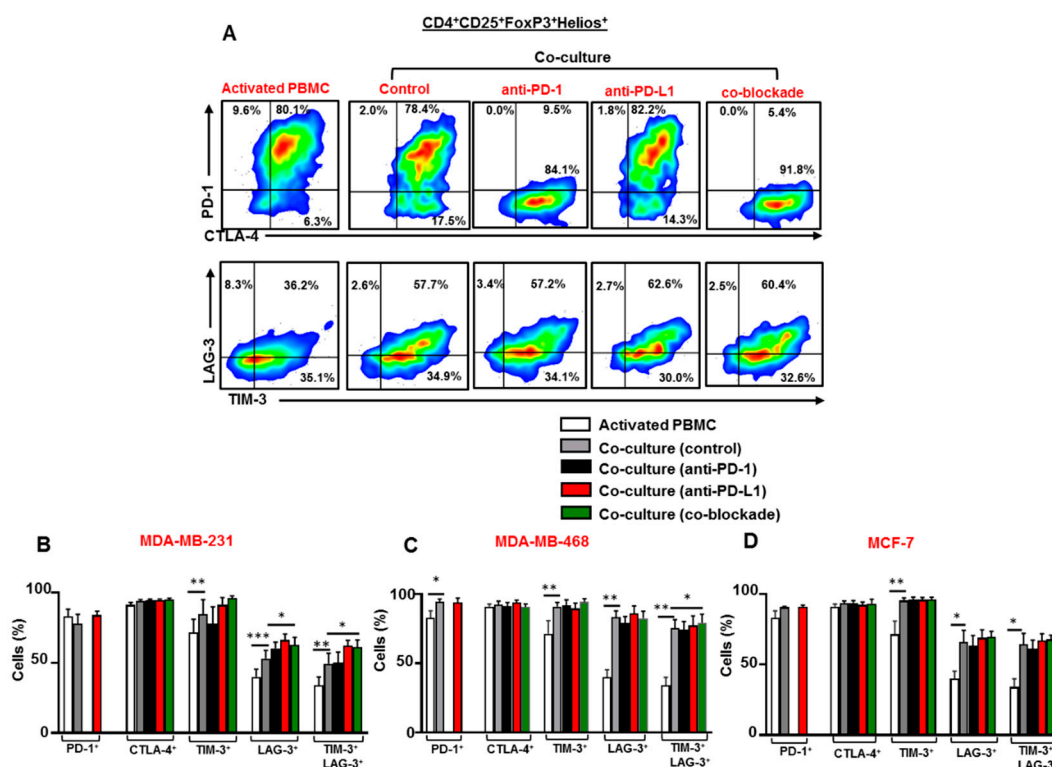 CD4⁺CD25⁺FoxP3⁺Helios⁺
A
Co-culture
Activated PBMC Control anti-PD-1 anti-PD-L1 co-blockade
9.6% 80.1% 2.0% 78.4% 0.0% 9.5% 1.8% 82.2% 0.0% 5.4%
84.1% 91.8%
6.3% 17.5% 14.3%
PD-1
CTLA-4
8.3% 36.2% 2.6% 57.7% 3.4% 57.2% 2.7% 62.6% 2.5% 60.4%
35.1% 34.9% 34.1% 30.0% 32.6%
LAG-3
TIM-3
Activated PBMC
Co-culture (control)
Co-culture (anti-PD-1)
Co-culture (anti-PD-L1)
Co-culture (co-blockade)
B MDA-MB-231
Cells (%)
100
50
0
** *** * ** *
PD-1⁺ CTLA-4⁺ TIM-3⁺ LAG-3⁺ TIM-3⁺
LAG-3⁺
C MDA-MB-468
Cells (%)
100
50
0
* ** ** ** *
PD-1⁺ CTLA-4⁺ TIM-3⁺ LAG-3⁺ TIM-3⁺
LAG-3⁺
D MCF-7
Cells (%)
100
50
0
** * *
PD-1⁺ CTLA-4⁺ TIM-3⁺ LAG-3⁺ TIM-3⁺
LAG-3